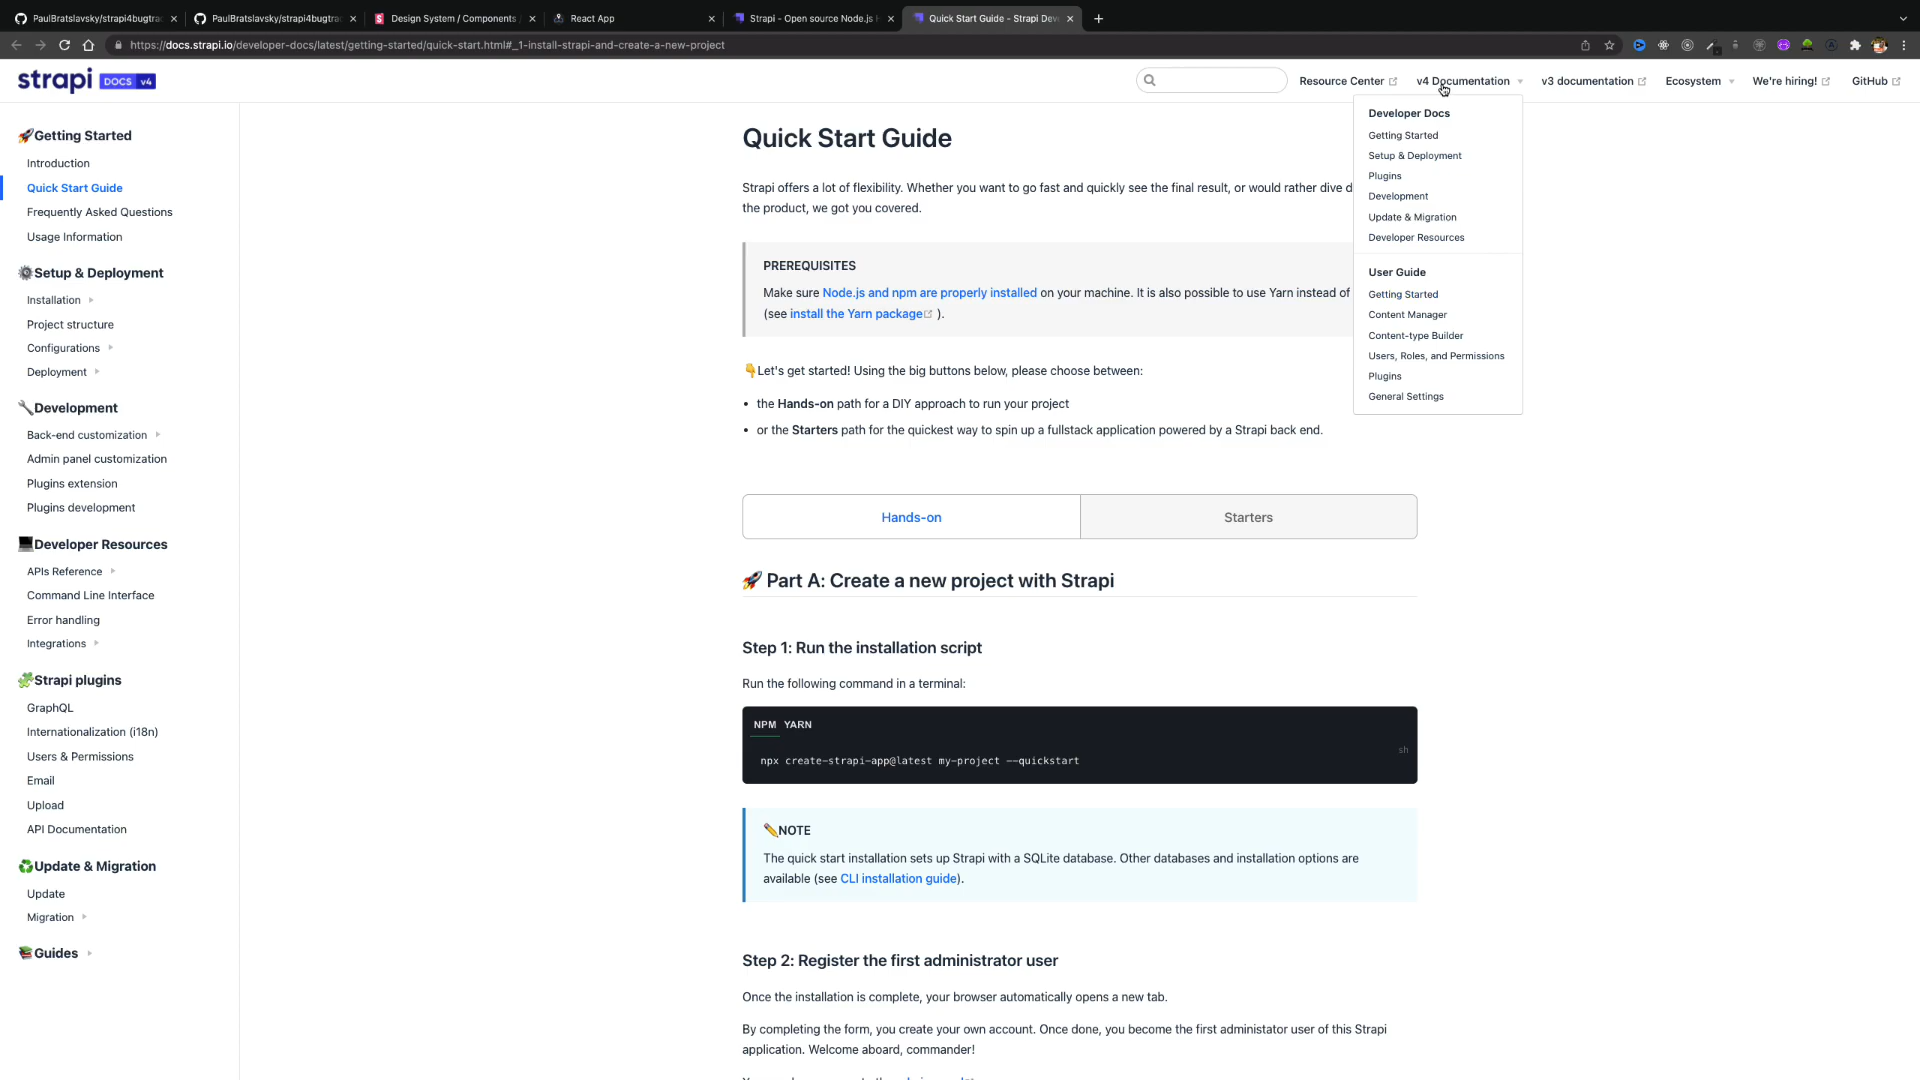 PaulBratslavsky/strapi4bugtrac
PaulBratslavsky/strapi4bugtrac
Design System / Components
React App
Strapi - Open source Node.js
Quick Start Guide - Strapi Dev
https://docs.strapi.io/developer-docs/latest/getting-started/quick-start.html#_1-install-strapi-and-create-a-new-project
strapi DOCS v4
Resource Center
v4 Documentation
v3 documentation
Ecosystem
We're hiring!
GitHub
Developer Docs
Getting Started
Setup & Deployment
Plugins
Development
Update & Migration
Developer Resources
User Guide
Getting Started
Content Manager
Content-type Builder
Users, Roles, and Permissions
Plugins
General Settings
🚀Getting Started
Introduction
Quick Start Guide
Frequently Asked Questions
Usage Information
⚙️Setup & Deployment
Installation
Project structure
Configurations
Deployment
🔧Development
Back-end customization
Admin panel customization
Plugins extension
Plugins development
💻Developer Resources
APIs Reference
Command Line Interface
Error handling
Integrations
🧩Strapi plugins
GraphQL
Internationalization (i18n)
Users & Permissions
Email
Upload
API Documentation
♻️Update & Migration
Update
Migration
📚Guides
Quick Start Guide
Strapi offers a lot of flexibility. Whether you want to go fast and quickly see the final result, or would rather dive d
the product, we got you covered.
PREREQUISITES
Make sure Node.js and npm are properly installed on your machine. It is also possible to use Yarn instead of
(see install the Yarn package ).
👇Let's get started! Using the big buttons below, please choose between:
• the Hands-on path for a DIY approach to run your project
• or the Starters path for the quickest way to spin up a fullstack application powered by a Strapi back end.
Hands-on
Starters
🚀 Part A: Create a new project with Strapi
Step 1: Run the installation script
Run the following command in a terminal:
NPM YARN
sh
npx create-strapi-app@latest my-project --quickstart
✏️NOTE
The quick start installation sets up Strapi with a SQLite database. Other databases and installation options are
available (see CLI installation guide).
Step 2: Register the first administrator user
Once the installation is complete, your browser automatically opens a new tab.
By completing the form, you create your own account. Once done, you become the first administator user of this Strapi
application. Welcome aboard, commander!